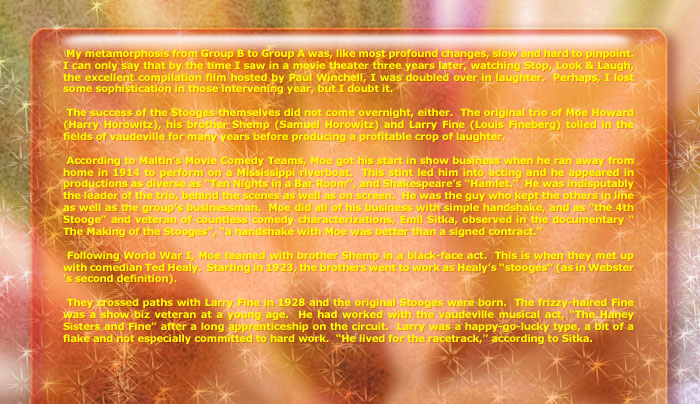 My metamorphosis from Group B to Group A was, like most profound changes, slow and hard to pinpoint.
I can only say that by the time I saw in a movie theater three years later, watching Stop, Look & Laugh,
the excellent compilation film hosted by Paul Winchell, I was doubled over in laughter. Perhaps, I lost
some sophistication in those intervening year, but I doubt it.
The success of the Stooges themselves did not come overnight, either. The original trio of Moe Howard
(Harry Horowitz), his brother Shemp (Samuel Horowitz) and Larry Fine (Louis Fineberg) toiled in the
fields of vaudeville for many years before producing a profitable crop of laughter.
According to Maltin's Movie Comedy Teams, Moe got his start in show business when he ran away from
home in 1914 to perform on a Mississippi riverboat. This stint led him into acting and he appeared in
productions as diverse as "Ten Nights in a Bar Room", and Shakespeare's "Hamlet." He was indisputably
the leader of the trio, behind the scenes as well as on screen. He was the guy who kept the others in line
as well as the group's businessman. Moe did all of his business with simple handshake, and as "the 4th
Stooge" and veteran of countless comedy characterizations, Emil Sitka, observed in the documentary "
The Making of the Stooges", "a handshake with Moe was better than a signed contract."
Following World War I, Moe teamed with brother Shemp in a black-face act. This is when they met up
with comedian Ted Healy. Starting in 1923, the brothers went to work as Healy's "stooges" (as in Webster
's second definition).
They crossed paths with Larry Fine in 1928 and the original Stooges were born. The frizzy-haired Fine
was a show biz veteran at a young age. He had worked with the vaudeville musical act, "The Haney
Sisters and Fine" after a long apprenticeship on the circuit. Larry was a happy-go-lucky type, a bit of a
flake and not especially committed to hard work. "He lived for the racetrack," according to Sitka.